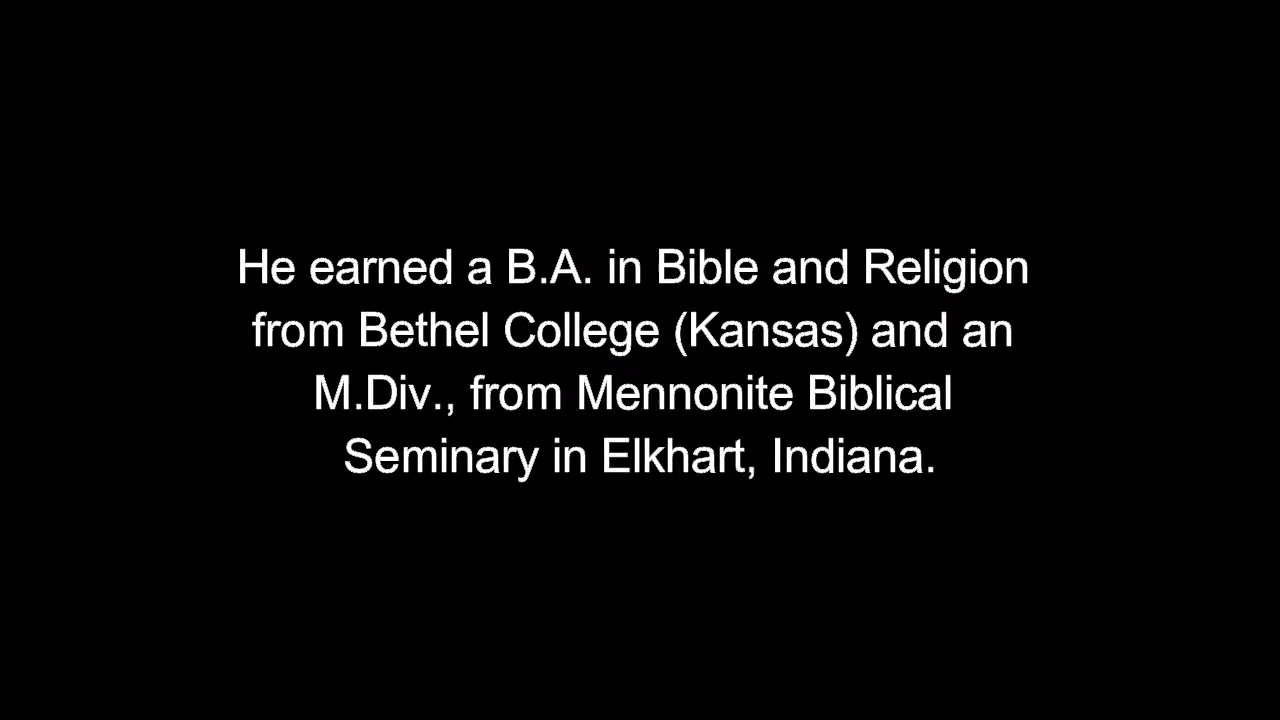 He earned a B.A. in Bible and Religion
from Bethel College (Kansas) and an
M.Div., from Mennonite Biblical
Seminary in Elkhart, Indiana.